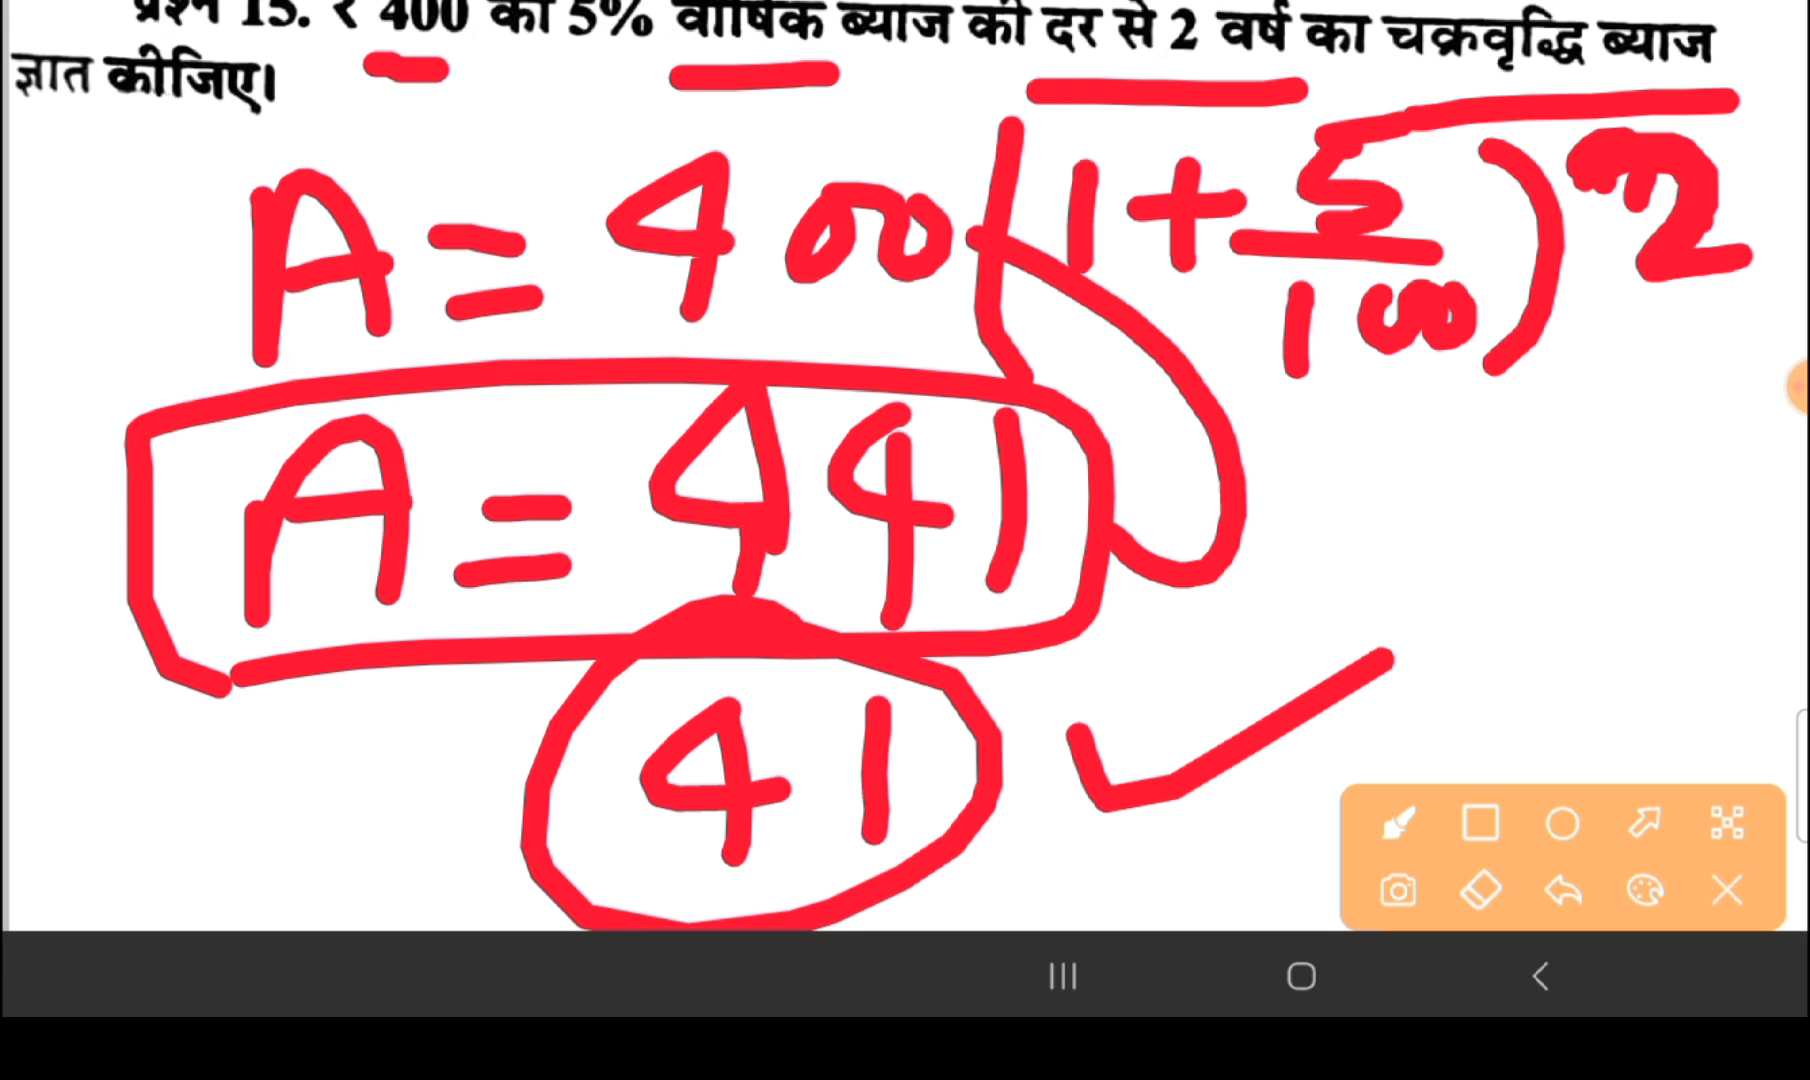 प्रश्न 15. ₹ 400 का 5% वार्षिक ब्याज की दर से 2 वर्ष का चक्रवृद्धि ब्याज
ज्ञात कीजिए।
A = 400(1+5/100)2
A = 441
41